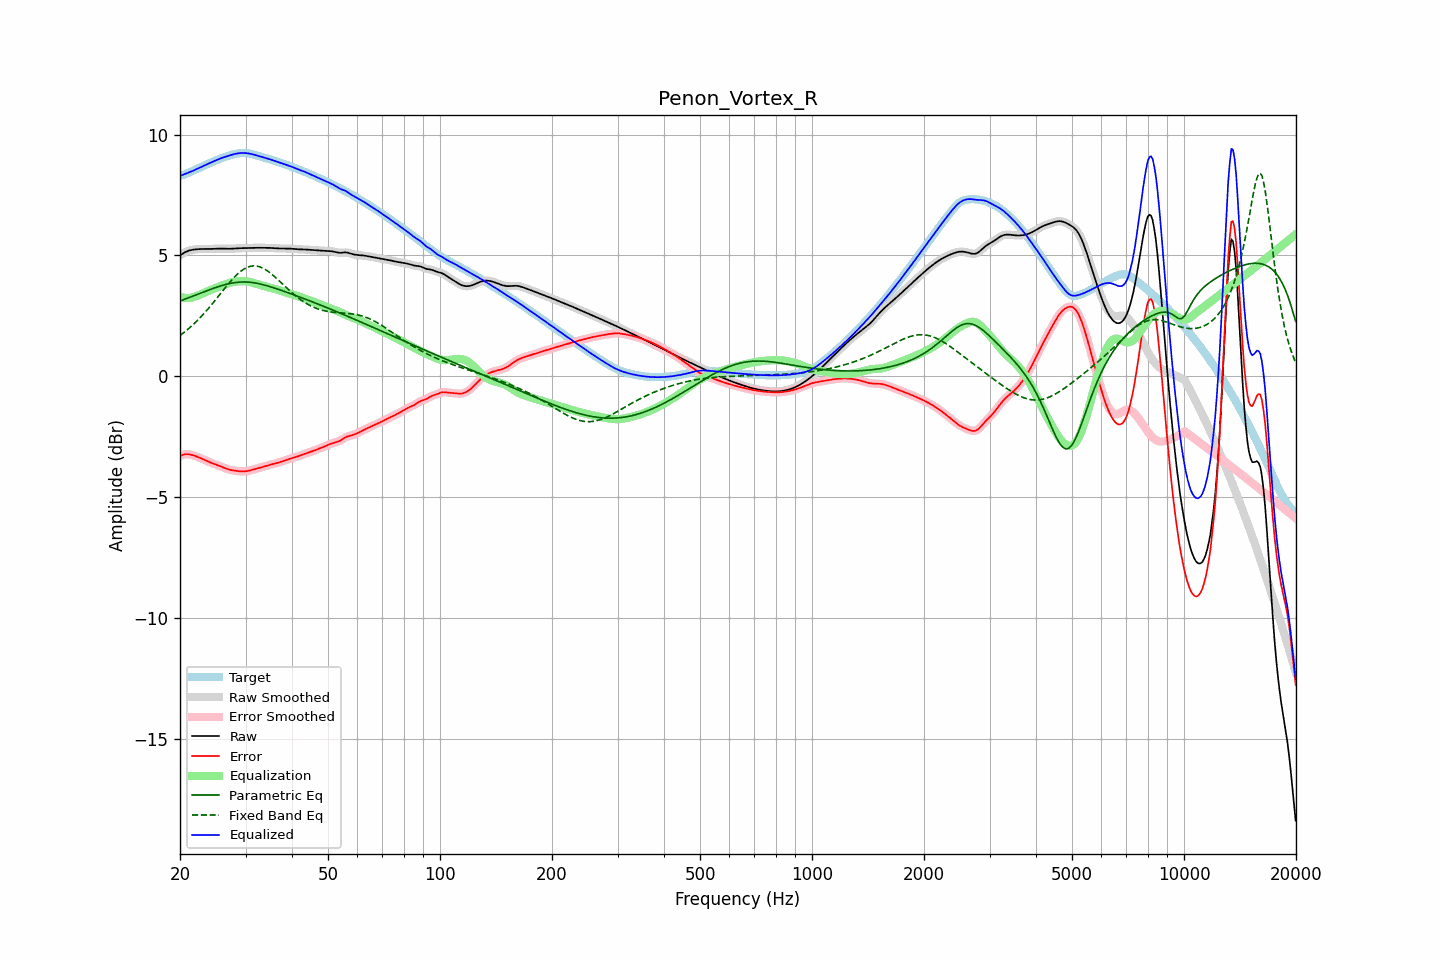 Penon_Vortex_R
10
5
0
−5
−10
−15
Amplitude (dBr)
Target
Raw Smoothed
Error Smoothed
Raw
Error
Equalization
Parametric Eq
Fixed Band Eq
Equalized
20 50 100 200 500 1000 2000 5000 10000 20000
Frequency (Hz)